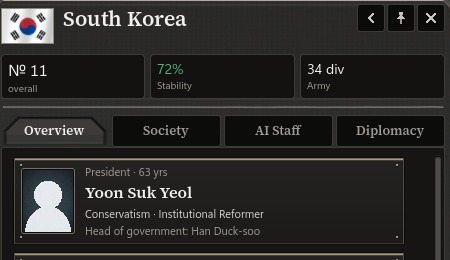 South Korea
№ 11
overall
72%
Stability
34 div
Army
Overview
Society
AI Staff
Diplomacy
President · 63 yrs
Yoon Suk Yeol
Conservatism · Institutional Reformer
Head of government: Han Duck-soo